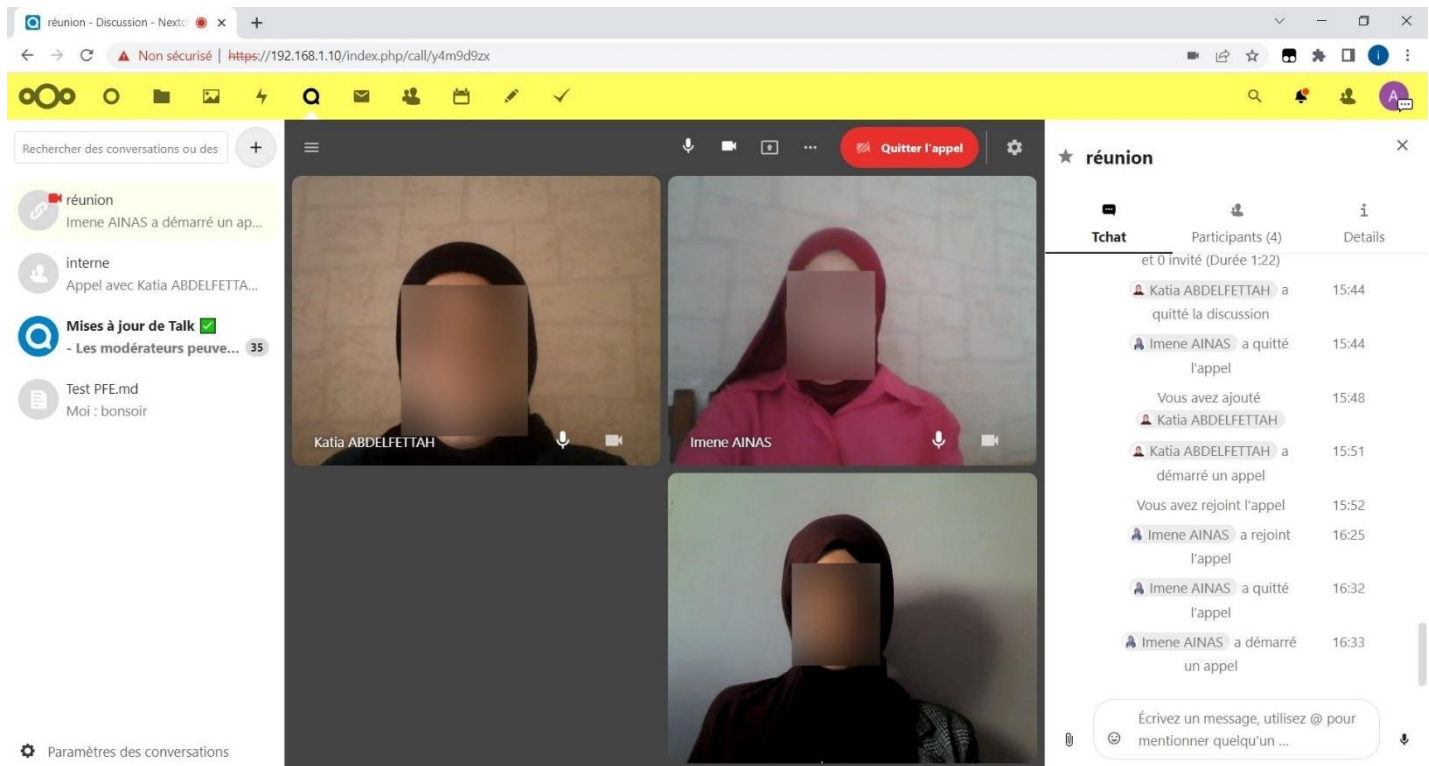 réunion - Discussion - Nextc
Non sécurisé | https://192.168.1.10/index.php/call/y4m9d9zx
i
A
Rechercher des conversations ou des
réunion
Imene AINAS a démarré un ap...
interne
Appel avec Katia ABDELFETTA...
Mises à jour de Talk ✅
- Les modérateurs peuve... 35
Test PFE.md
Moi : bonsoir
Paramètres des conversations
Quitter l'appel
Katia ABDELFETTAH
Imene AINAS
réunion
Tchat
Participants (4)
Details
et 0 invité (Durée 1:22)
Katia ABDELFETTAH a 15:44
quitté la discussion
Imene AINAS a quitté 15:44
l'appel
Vous avez ajouté 15:48
Katia ABDELFETTAH
Katia ABDELFETTAH a 15:51
démarré un appel
Vous avez rejoint l'appel 15:52
Imene AINAS a rejoint 16:25
l'appel
Imene AINAS a quitté 16:32
l'appel
Imene AINAS a démarré 16:33
un appel
Écrivez un message, utilisez @ pour
mentionner quelqu'un ...